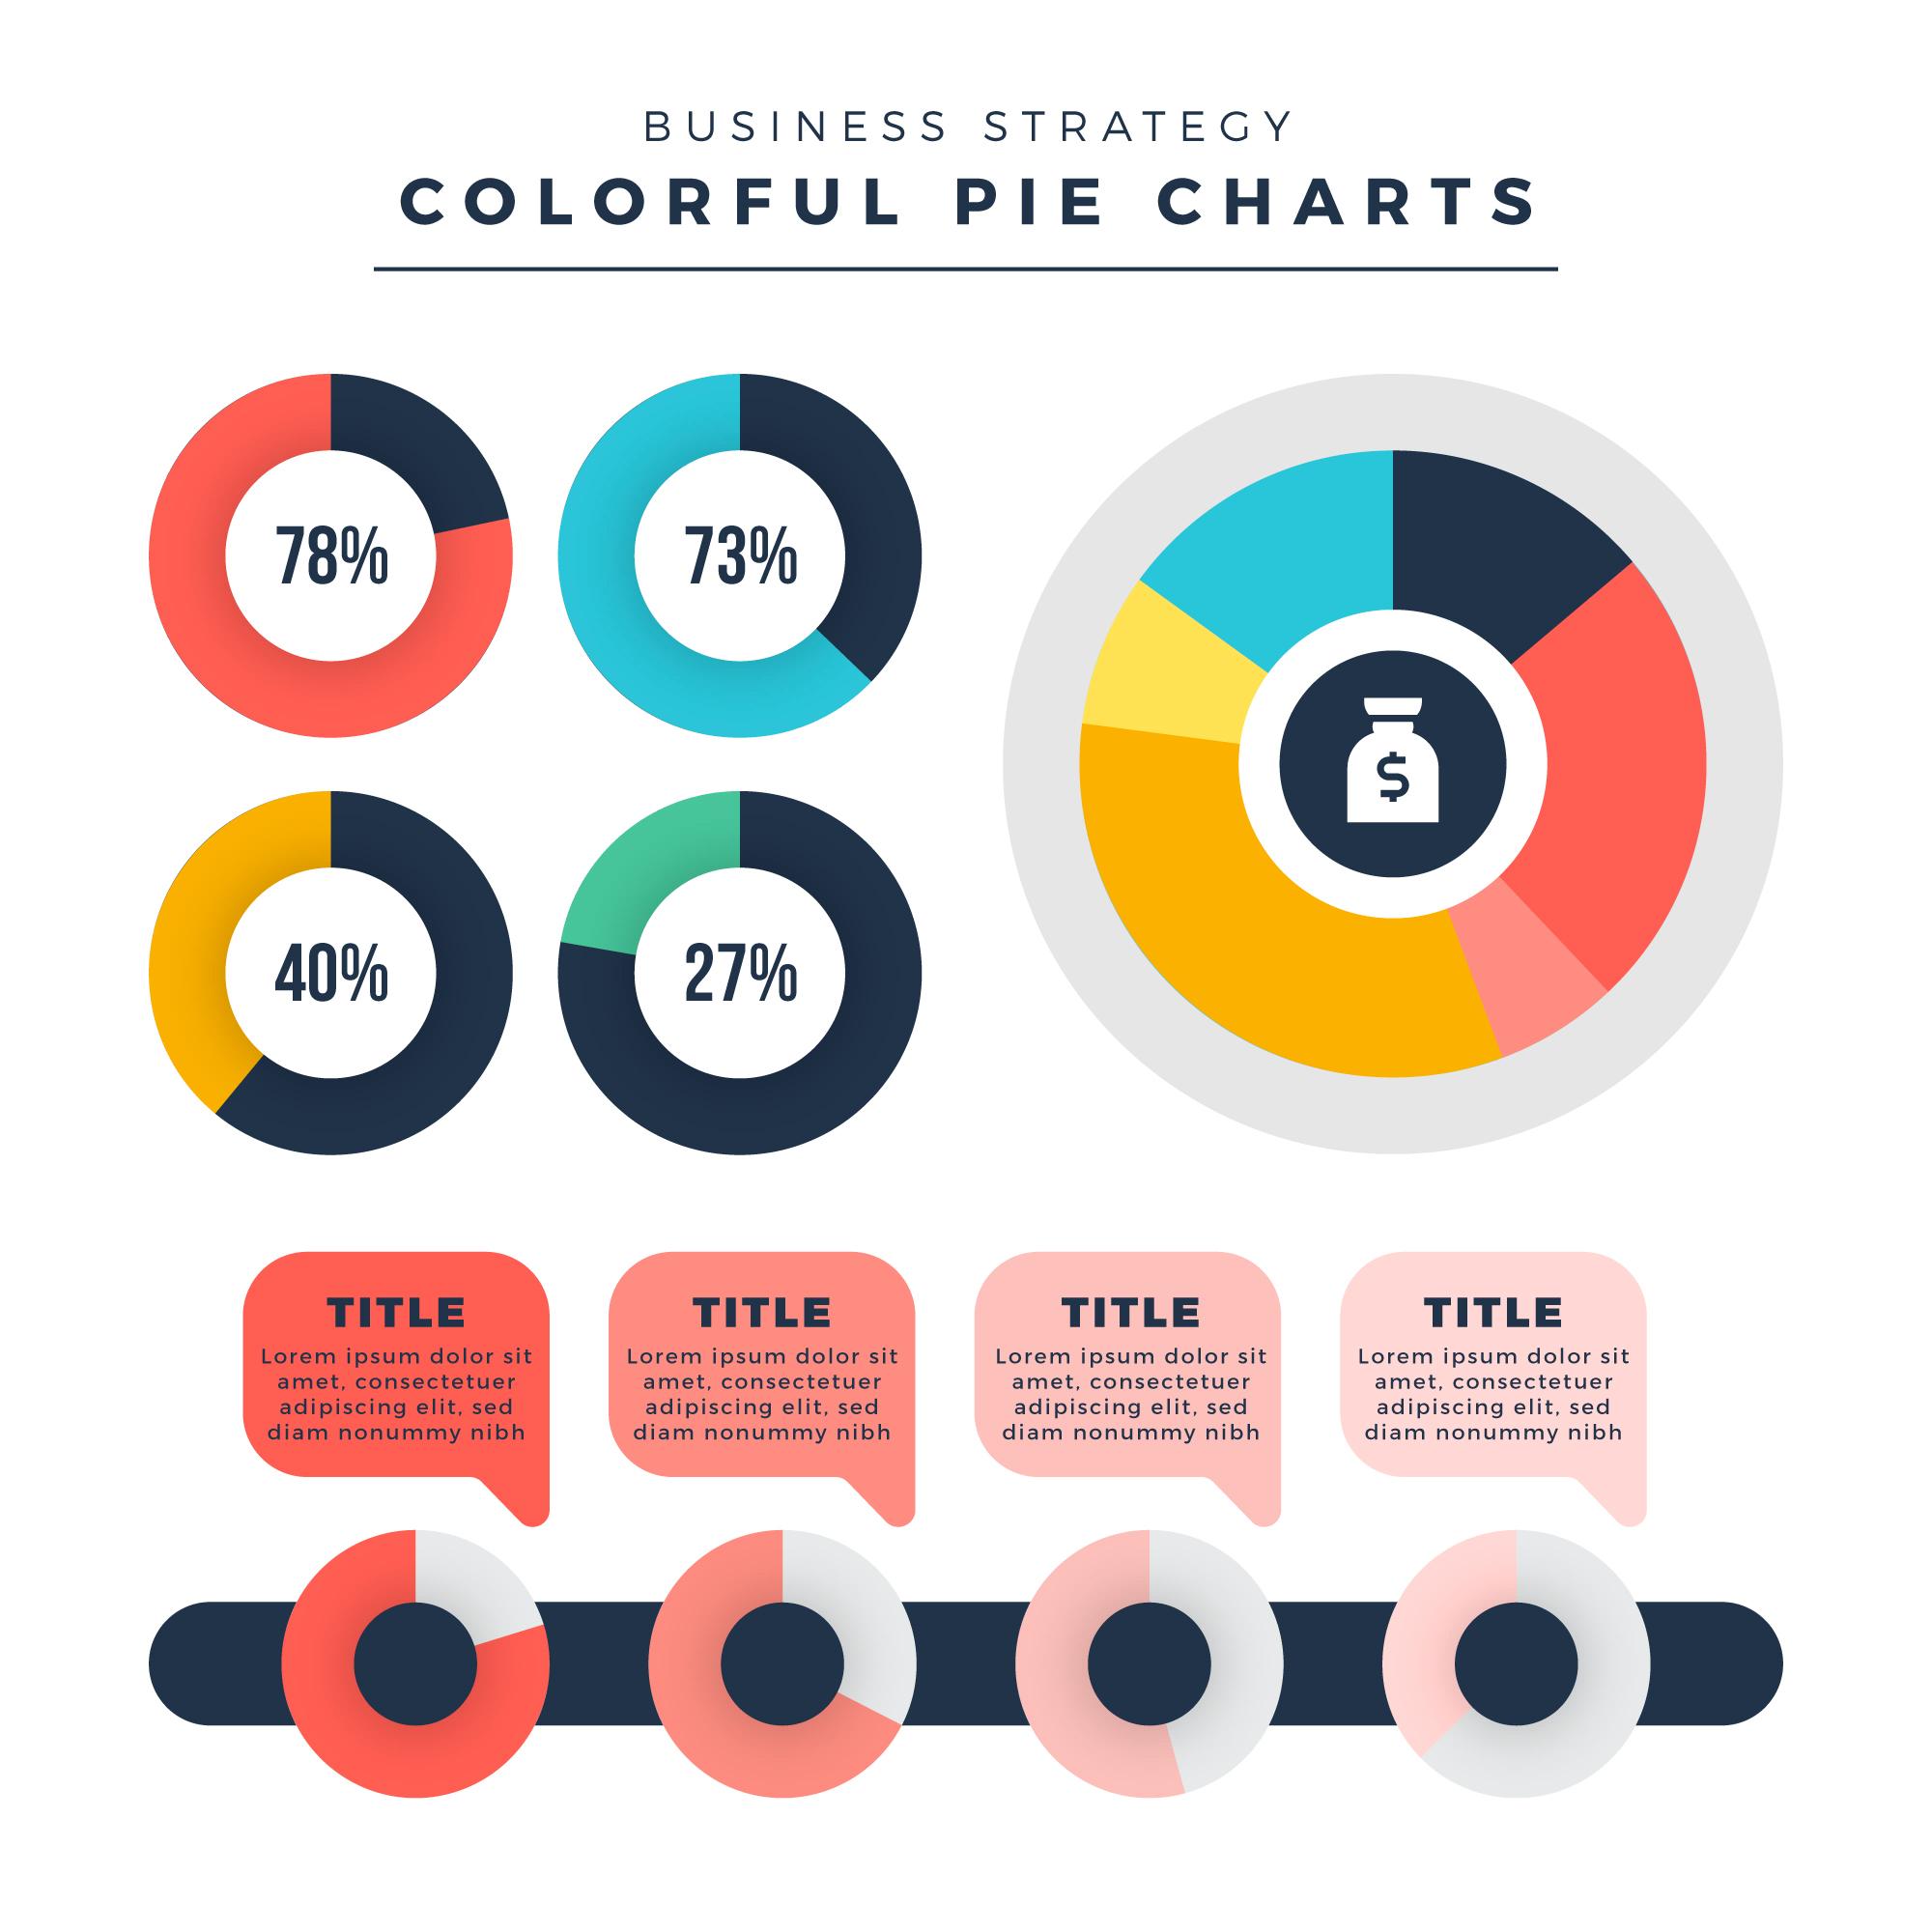 BUSINESS STRATEGY
COLORFUL PIE CHARTS
78%
73%
40%
27%
$
TITLE
Lorem ipsum dolor sit
amet, consectetuer
adipiscing elit, sed
diam nonummy nibh
TITLE
Lorem ipsum dolor sit
amet, consectetuer
adipiscing elit, sed
diam nonummy nibh
TITLE
Lorem ipsum dolor sit
amet, consectetuer
adipiscing elit, sed
diam nonummy nibh
TITLE
Lorem ipsum dolor sit
amet, consectetuer
adipiscing elit, sed
diam nonummy nibh